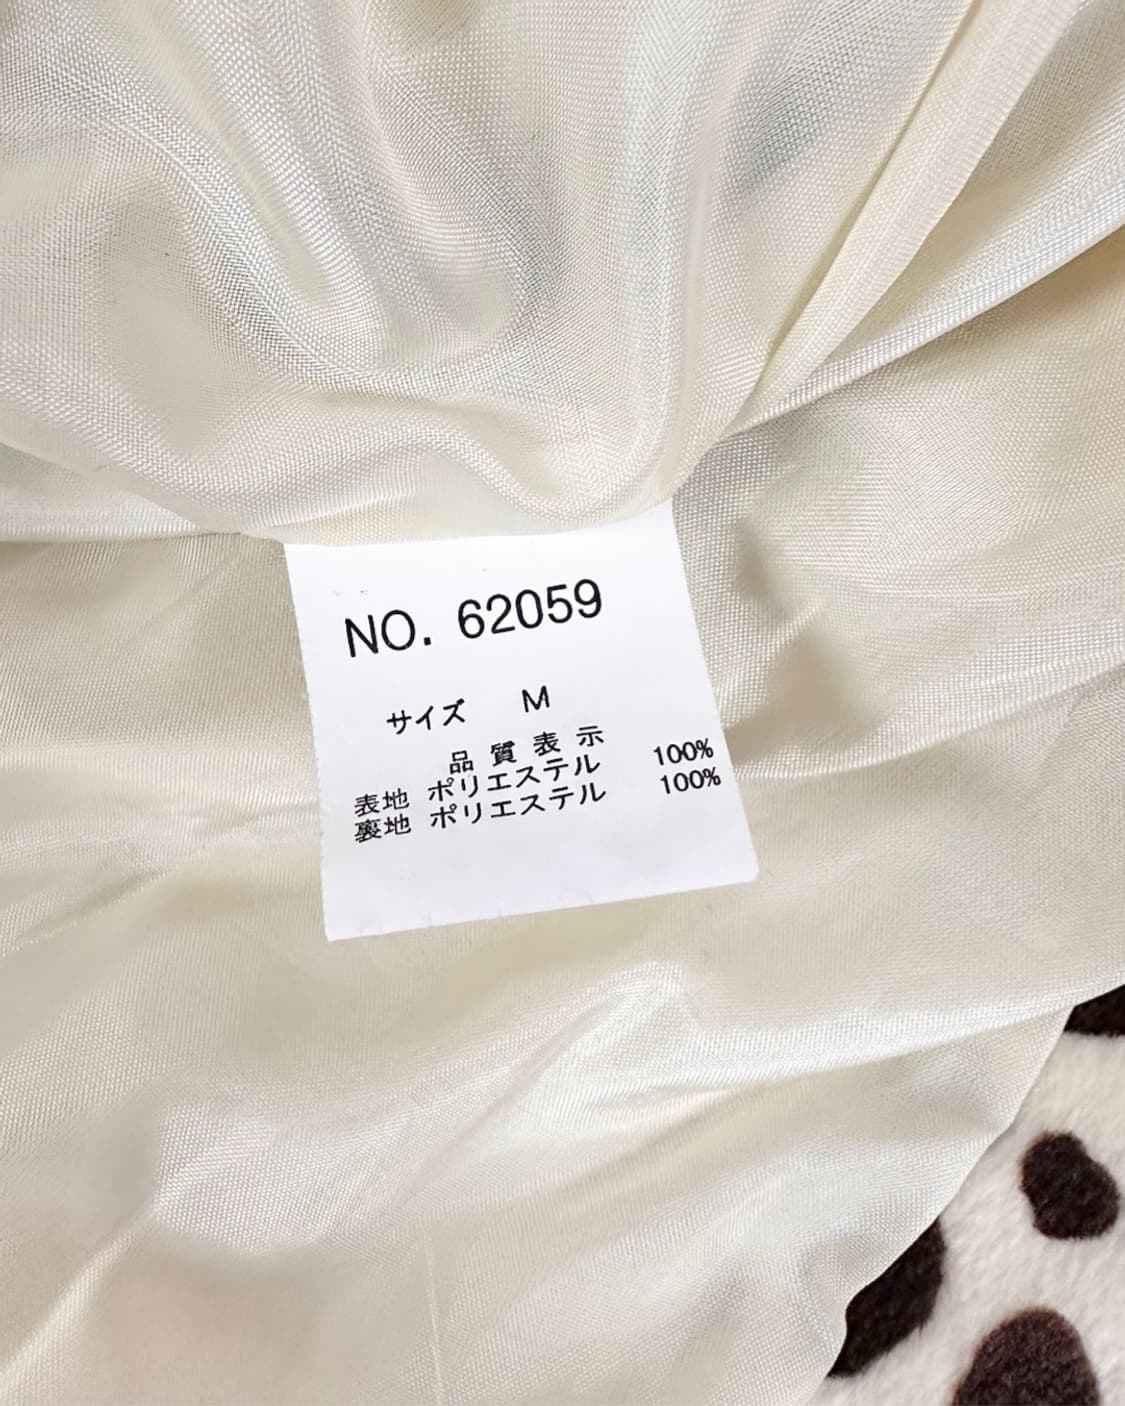 NO. 62059
サイズ M
品質表示
表地 ポリエステル 100%
裏地 ポリエステル 100%